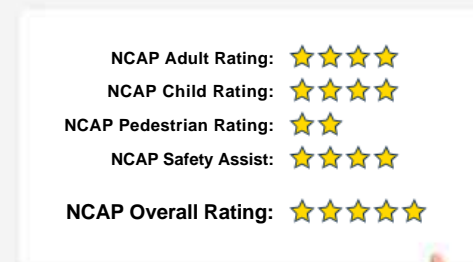 NCAP Adult Rating:
NCAP Child Rating:
NCAP Pedestrian Rating:
NCAP Safety Assist:
NCAP Overall Rating: